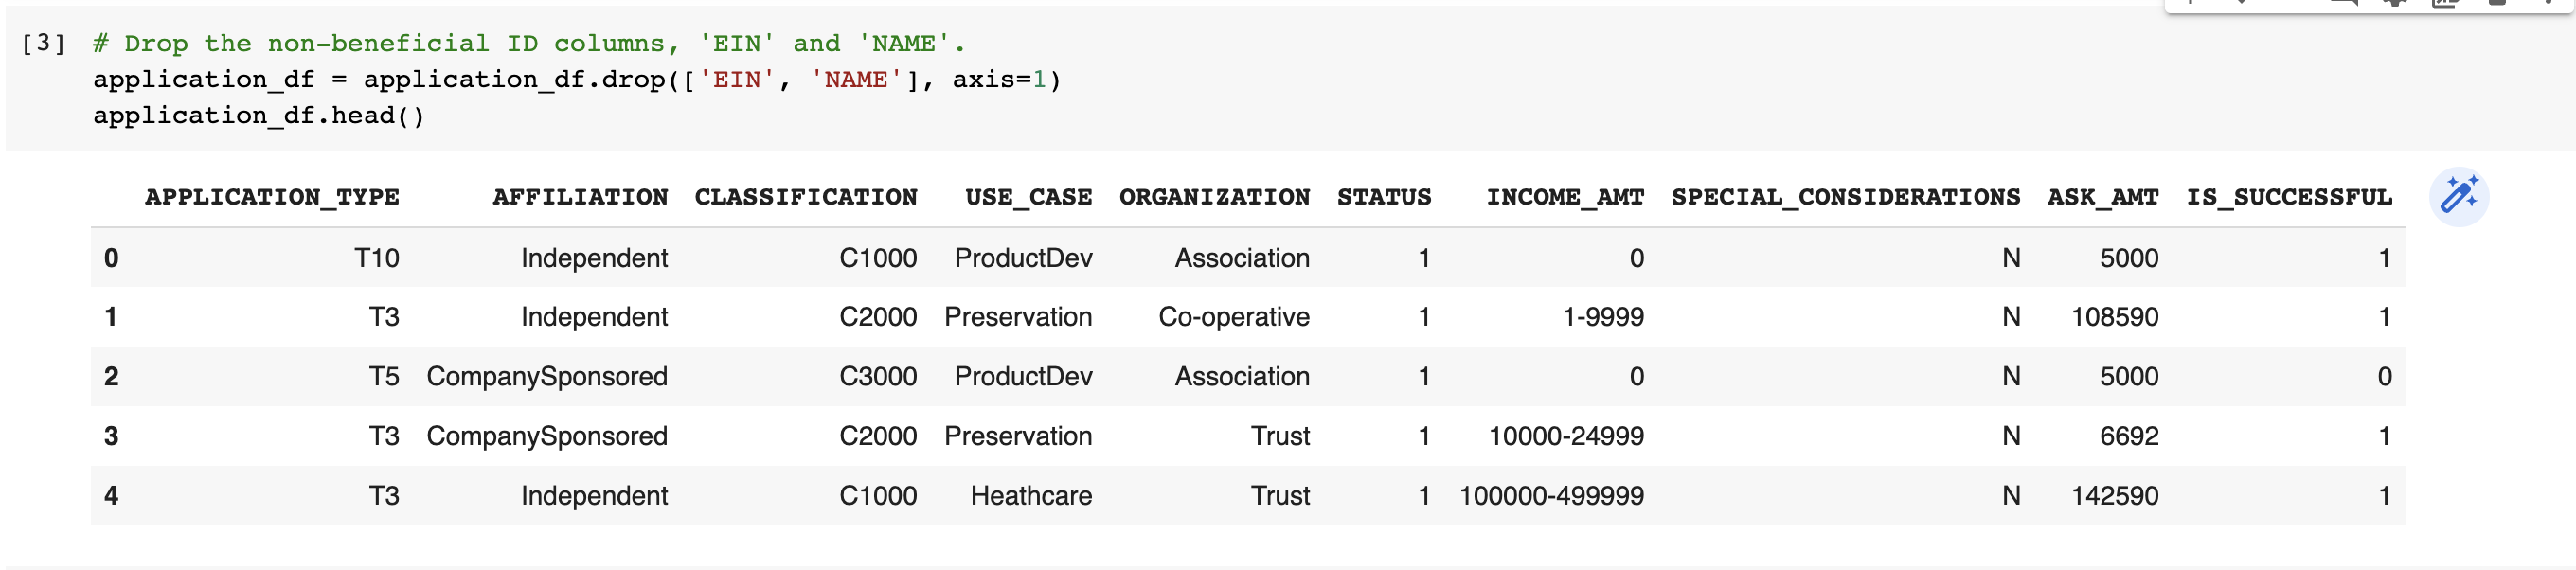 [3] # Drop the non-beneficial ID columns, 'EIN' and 'NAME'.
application_df = application_df.drop(['EIN', 'NAME'], axis=1)
application_df.head()
APPLICATION_TYPE AFFILIATION CLASSIFICATION USE_CASE ORGANIZATION STATUS INCOME_AMT SPECIAL_CONSIDERATIONS ASK_AMT IS_SUCCESSFUL
0 T10 Independent C1000 ProductDev Association 1 0 N 5000 1
1 T3 Independent C2000 Preservation Co-operative 1 1-9999 N 108590 1
2 T5 CompanySponsored C3000 ProductDev Association 1 0 N 5000 0
3 T3 CompanySponsored C2000 Preservation Trust 1 10000-24999 N 6692 1
4 T3 Independent C1000 Heathcare Trust 1 100000-499999 N 142590 1